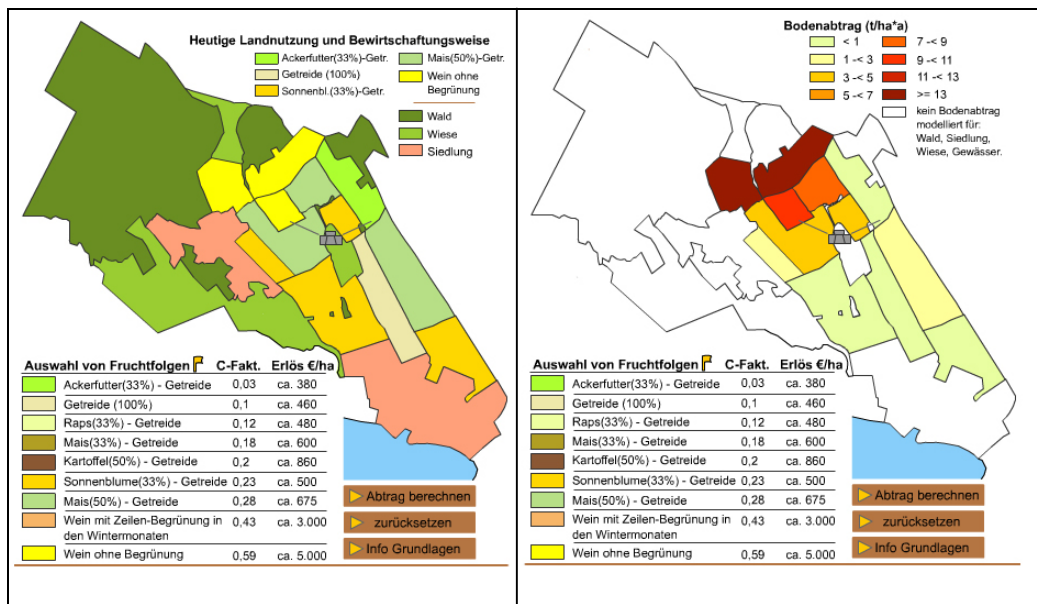 Heutige Landnutzung und Bewirtschaftungsweise
Ackerfutter(33%)-Getr.
Getreide (100%)
Sonnenbl.(33%)-Getr.
Mais(50%)-Getr.
Wein ohne
Begrünung
Wald
Wiese
Siedlung
Auswahl von Fruchtfolgen C-Fakt. Erlös €/ha
Ackerfutter(33%) - Getreide 0,03 ca. 380
Getreide (100%) 0,1 ca. 460
Raps(33%) - Getreide 0,12 ca. 480
Mais(33%) - Getreide 0,18 ca. 600
Kartoffel(50%) - Getreide 0,2 ca. 860
Sonnenblume(33%) - Getreide 0,23 ca. 500
Mais(50%) - Getreide 0,28 ca. 675
Wein mit Zeilen-Begrünung in
den Wintermonaten 0,43 ca. 3.000
Wein ohne Begrünung 0,59 ca. 5.000
Abtrag berechnen
zurücksetzen
Info Grundlagen
Bodenabtrag (t/ha*a)
< 1
1 -< 3
3 -< 5
5 -< 7
7 -< 9
9 -< 11
11 -< 13
>= 13
kein Bodenabtrag
modelliert für:
Wald, Siedlung,
Wiese, Gewässer.
Auswahl von Fruchtfolgen C-Fakt. Erlös €/ha
Ackerfutter(33%) - Getreide 0,03 ca. 380
Getreide (100%) 0,1 ca. 460
Raps(33%) - Getreide 0,12 ca. 480
Mais(33%) - Getreide 0,18 ca. 600
Kartoffel(50%) - Getreide 0,2 ca. 860
Sonnenblume(33%) - Getreide 0,23 ca. 500
Mais(50%) - Getreide 0,28 ca. 675
Wein mit Zeilen-Begrünung in
den Wintermonaten 0,43 ca. 3.000
Wein ohne Begrünung 0,59 ca. 5.000
Abtrag berechnen
zurücksetzen
Info Grundlagen